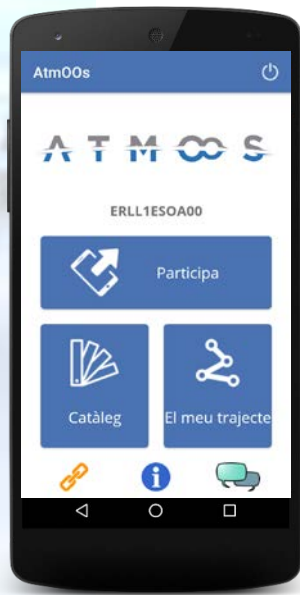 AtmOOs
ATMOOS
ERLL1ESOA00
Participa
Catàleg
El meu trajecte